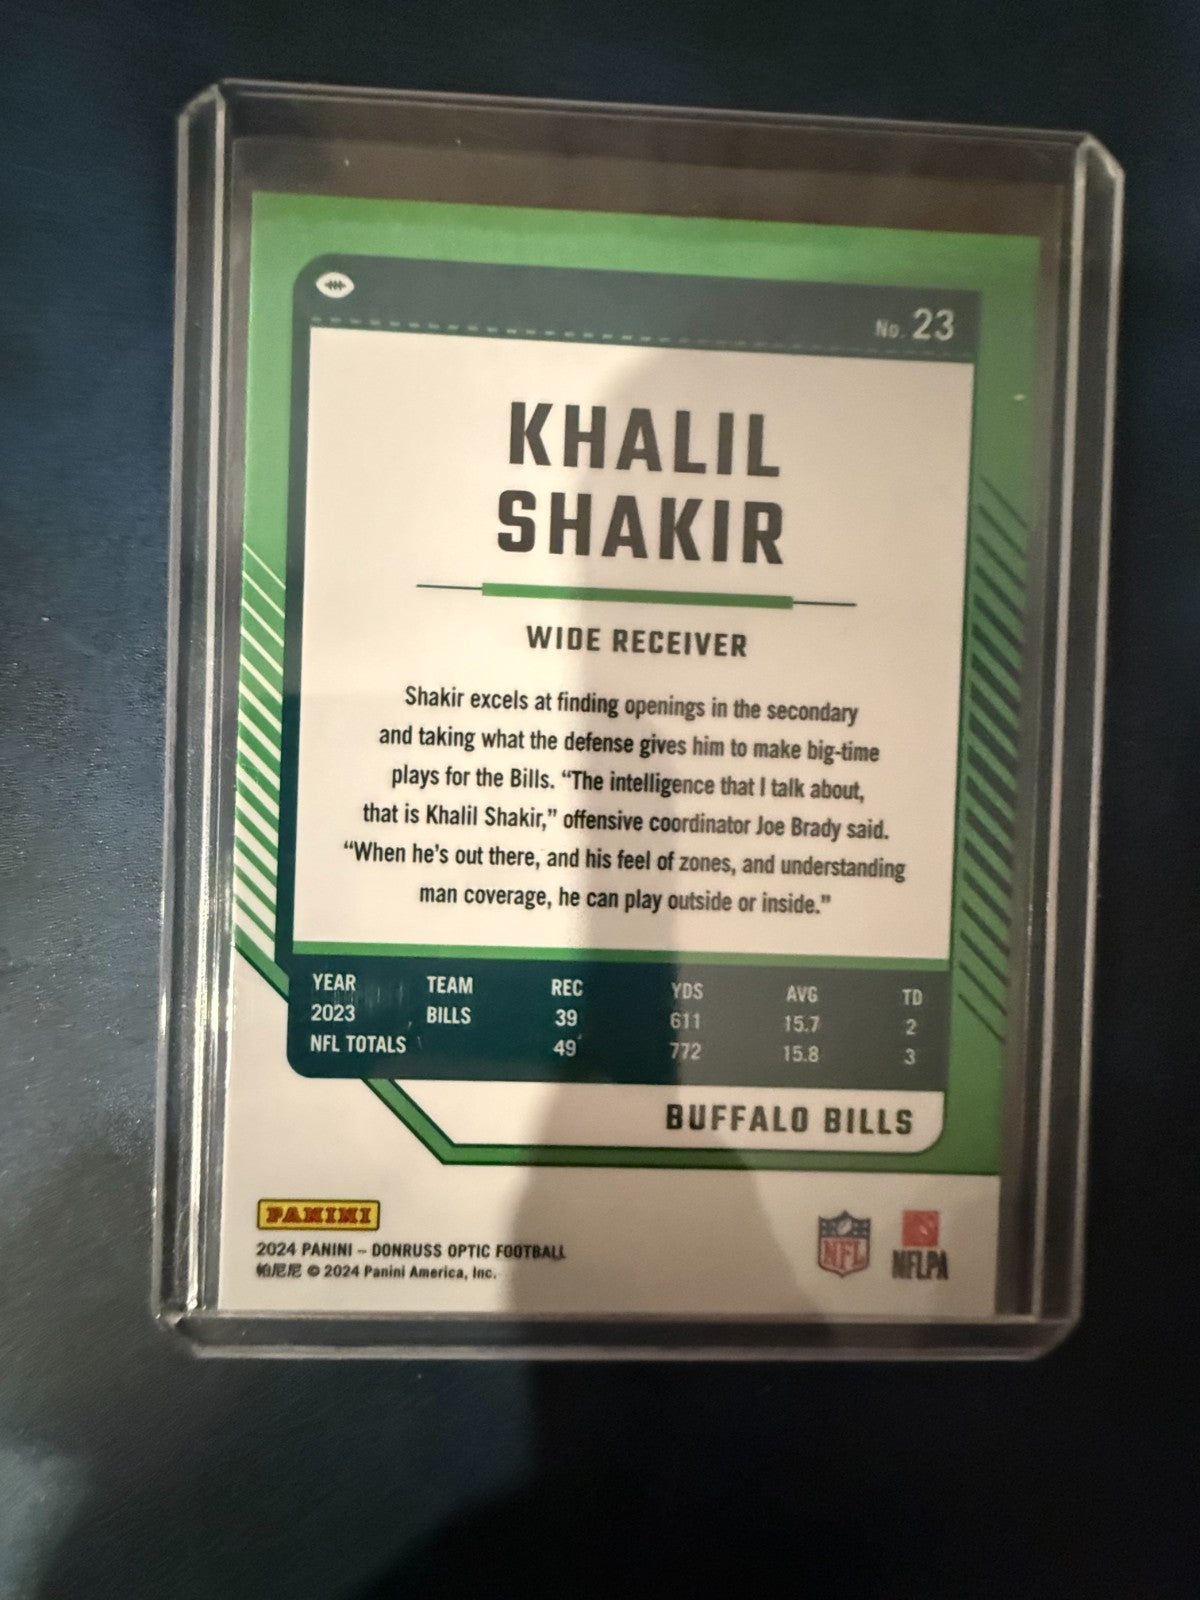 No. 23
KHALIL
SHAKIR
WIDE RECEIVER
Shakir excels at finding openings in the secondary
and taking what the defense gives him to make big-time
plays for the Bills. “The intelligence that I talk about,
that is Khalil Shakir,” offensive coordinator Joe Brady said.
“When he’s out there, and his feel of zones, and understanding
man coverage, he can play outside or inside.”
YEAR TEAM REC YDS AVG TD
2023 BILLS 39 611 15.7 2
NFL TOTALS 49 772 15.8 3
BUFFALO BILLS
PANINI
2024 PANINI – DONRUSS OPTIC FOOTBALL
帕尼尼 © 2024 Panini America, Inc.
NFL
NFLPA